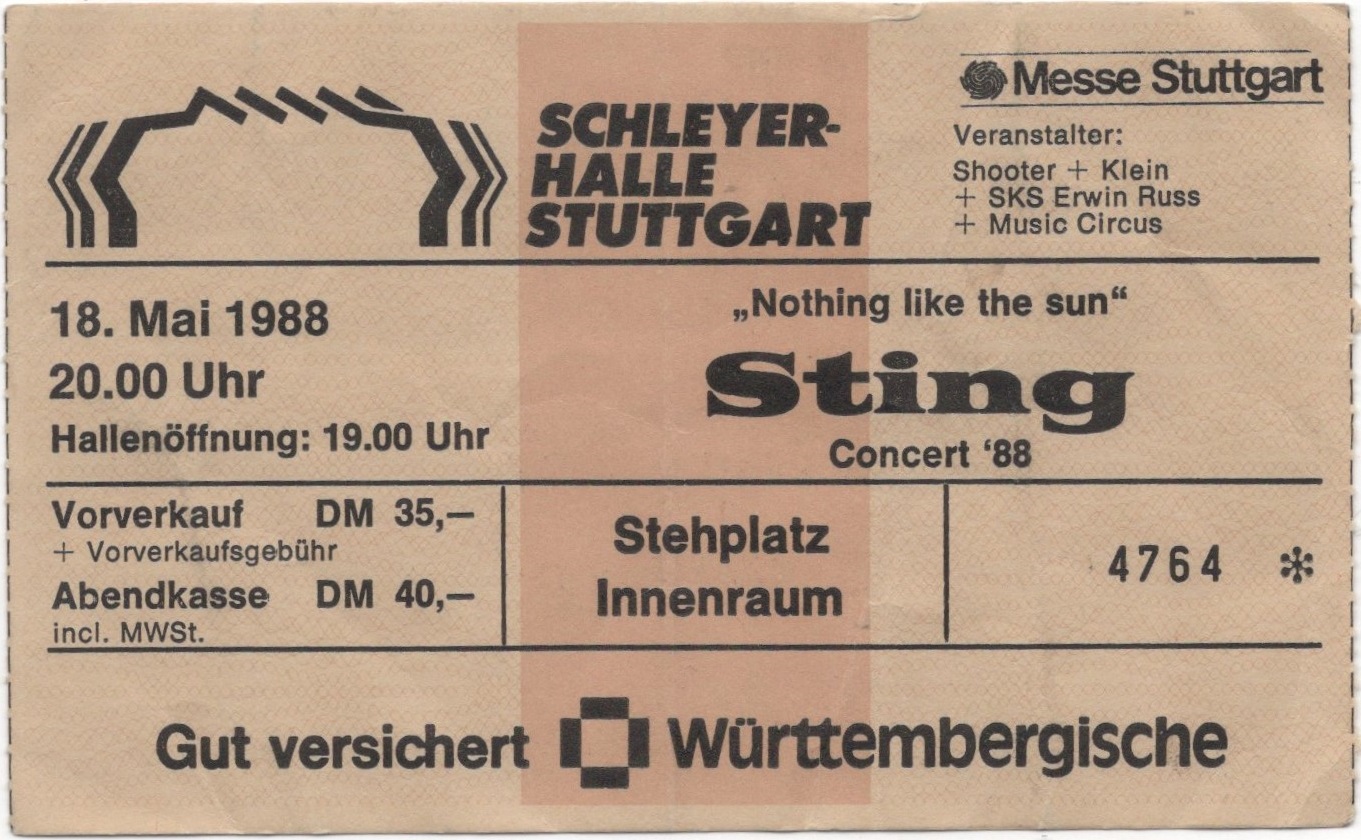 SCHLEYER-
HALLE
STUTTGART
Messe Stuttgart
Veranstalter:
Shooter + Klein
+ SKS Erwin Russ
+ Music Circus
18. Mai 1988
20.00 Uhr
Hallenöffnung: 19.00 Uhr
„Nothing like the sun“
Sting
Concert ‘88
Vorverkauf DM 35,—
+ Vorverkaufsgebühr
Abendkasse DM 40,—
incl. MWSt.
Stehplatz
Innenraum
4764 *
Gut versichert Württembergische